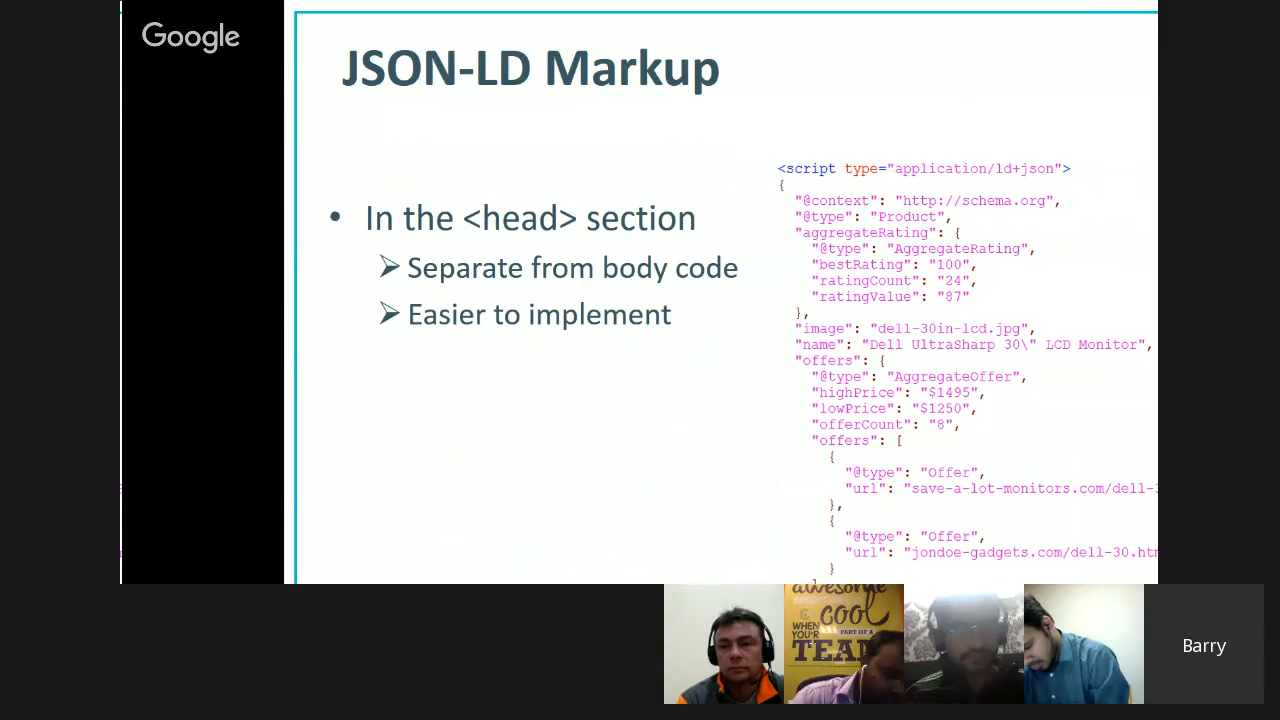 Google
JSON-LD Markup
• In the <head> section
➢ Separate from body code
➢ Easier to implement
<script type="application/ld+json">
{
"@context": "http://schema.org",
"@type": "Product",
"aggregateRating": {
"@type": "AggregateRating",
"bestRating": "100",
"ratingCount": "24",
"ratingValue": "87"
},
"image": "dell-30in-lcd.jpg",
"name": "Dell UltraSharp 30\" LCD Monitor",
"offers": {
"@type": "AggregateOffer",
"highPrice": "$1495",
"lowPrice": "$1250",
"offerCount": "8",
"offers": [
{
"@type": "Offer",
"url": "save-a-lot-monitors.com/dell-3
},
{
"@type": "Offer",
"url": "jondoe-gadgets.com/dell-30.htm
}
awesome
cool
WHEN
YOU'R
PART OF A
TEAM
Barry